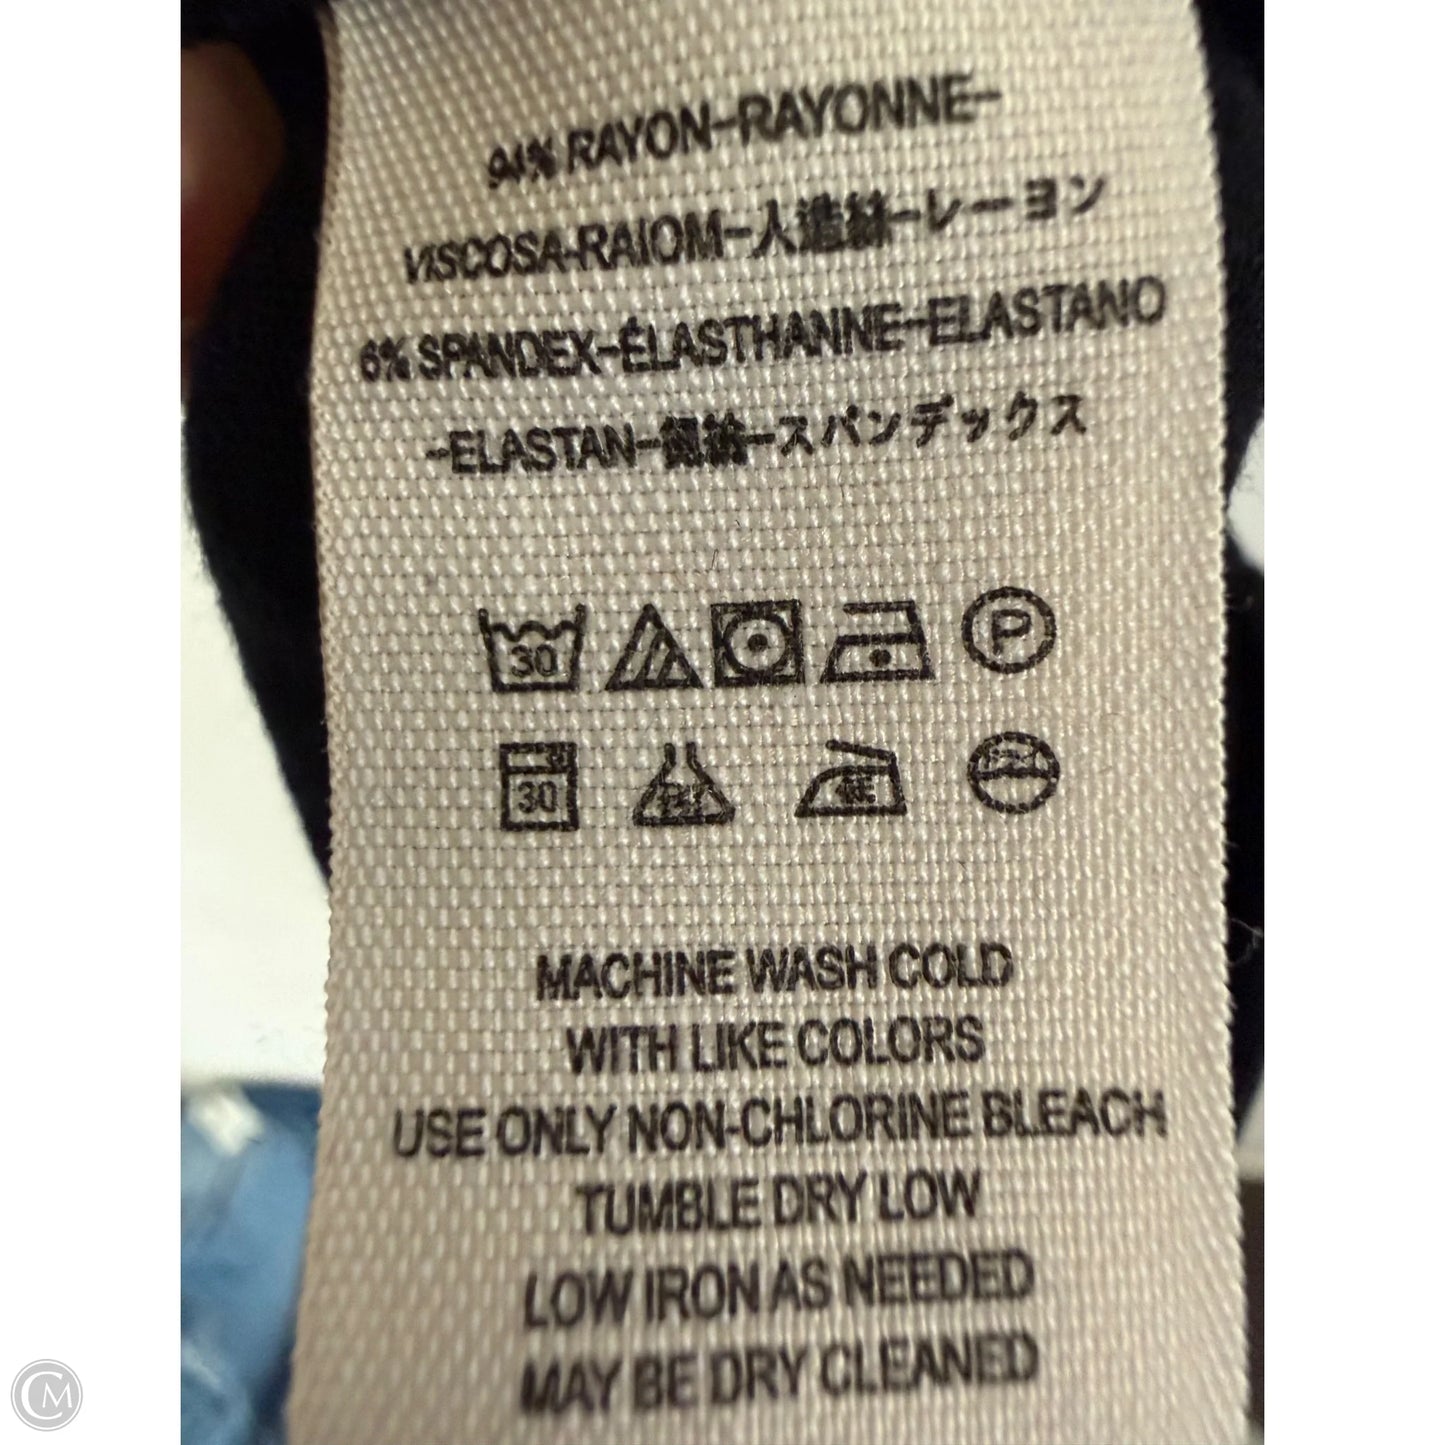 94% RAYON-RAYONNE-
VISCOSA-RAIOM-人造絲-レーヨン
6% SPANDEX-ÉLASTHANNE-ELASTANO
-ELASTAN-スパンデックス
30 P
30
MACHINE WASH COLD
WITH LIKE COLORS
USE ONLY NON-CHLORINE BLEACH
TUMBLE DRY LOW
LOW IRON AS NEEDED
MAY BE DRY CLEANED
CM